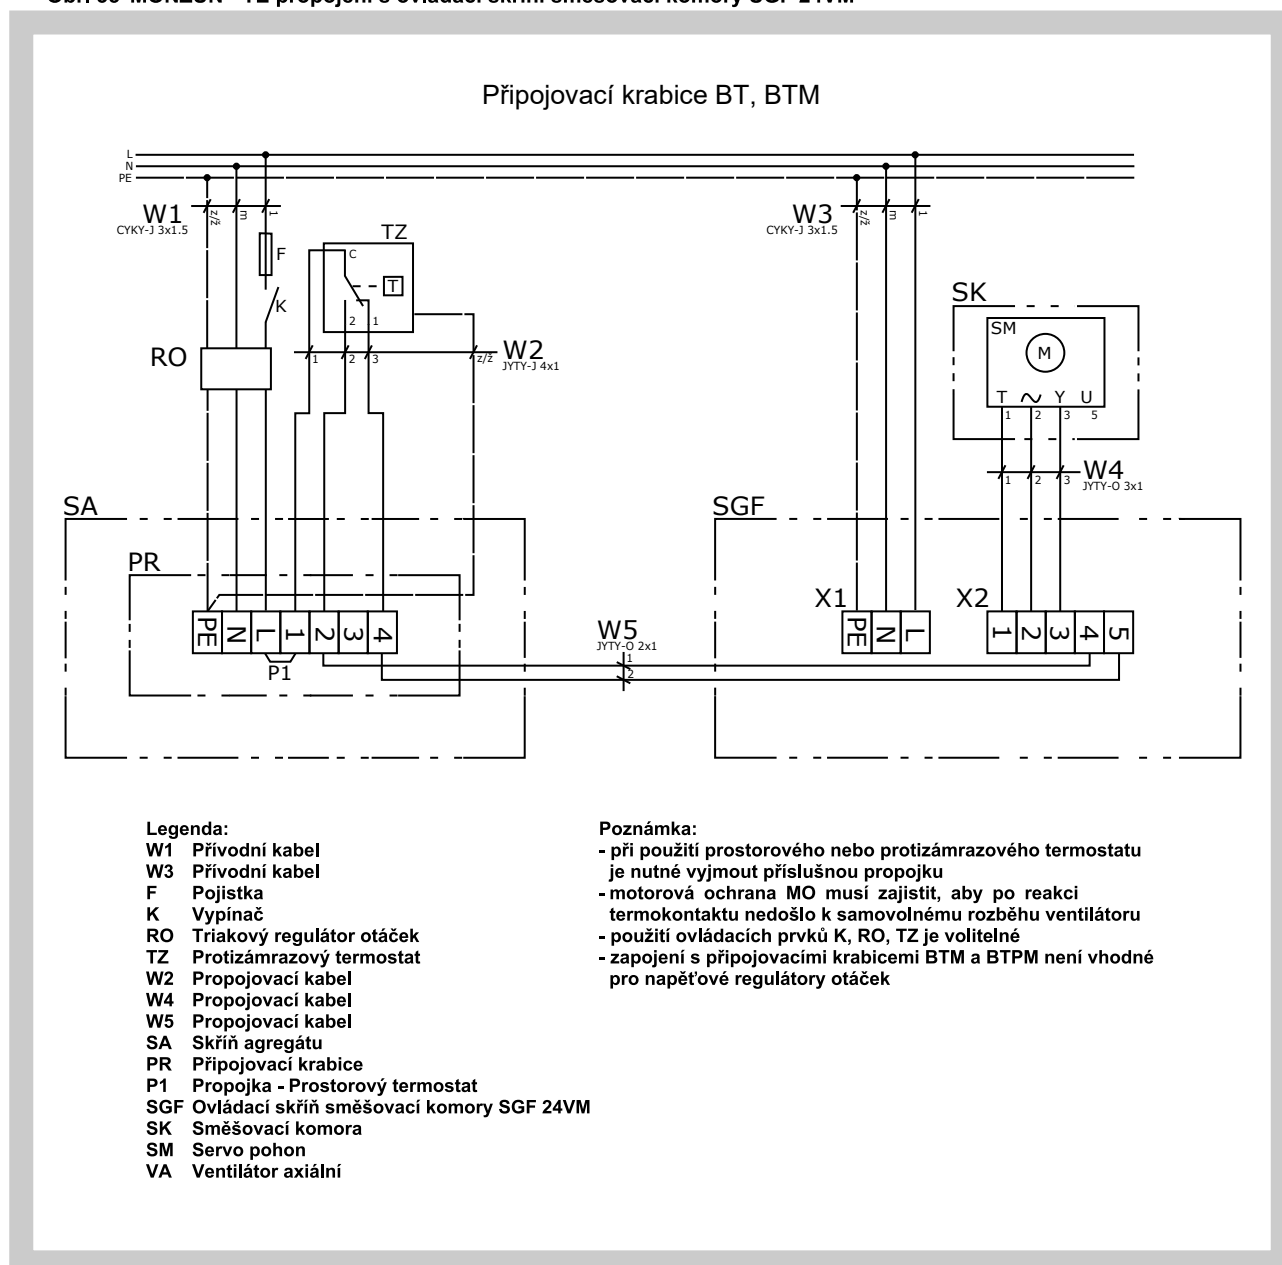 Připojovací krabice BT, BTM
L
N
PE
W1
CYKY-J 3x1.5
z/ž
m
1
F
K
RO
TZ
C
T
2
1
1
2
3
z/ž
W2
JYTY-J 4x1
W3
CYKY-J 3x1.5
z/ž
m
1
SK
SM
M
T
Y
U
1
2
3
5
W4
JYTY-O 3x1
1
2
3
SA
PR
PE N L 1 2 3 4
P1
W5
JYTY-O 2x1
1
2
SGF
X1
PE N L
X2
1 2 3 4 5
Legenda:
W1 Přívodní kabel
W3 Přívodní kabel
F Pojistka
K Vypínač
RO Triakový regulátor otáček
TZ Protizámrazový termostat
W2 Propojovací kabel
W4 Propojovací kabel
W5 Propojovací kabel
SA Skříň agregátu
PR Připojovací krabice
P1 Propojka - Prostorový termostat
SGF Ovládací skříň směšovací komory SGF 24VM
SK Směšovací komora
SM Servo pohon
VA Ventilátor axiální
Poznámka:
- při použití prostorového nebo protizámrazového termostatu
je nutné vyjmout příslušnou propojku
- motorová ochrana MO musí zajistit, aby po reakci
termokontaktu nedošlo k samovolnému rozběhu ventilátoru
- použití ovládacích prvků K, RO, TZ je volitelné
- zapojení s připojovacími krabicemi BTM a BTPM není vhodné
pro napěťové regulátory otáček